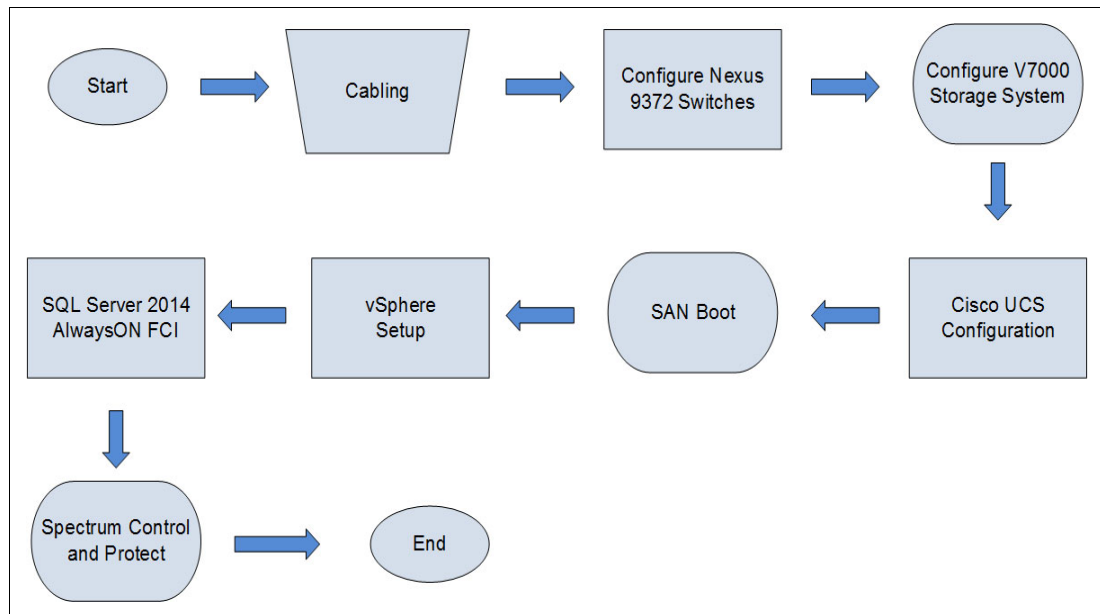 Start
Cabling
Configure Nexus
9372 Switches
Configure V7000
Storage System
Cisco UCS
Configuration
SAN Boot
vSphere
Setup
SQL Server 2014
AlwaysON FCI
Spectrum Control
and Protect
End